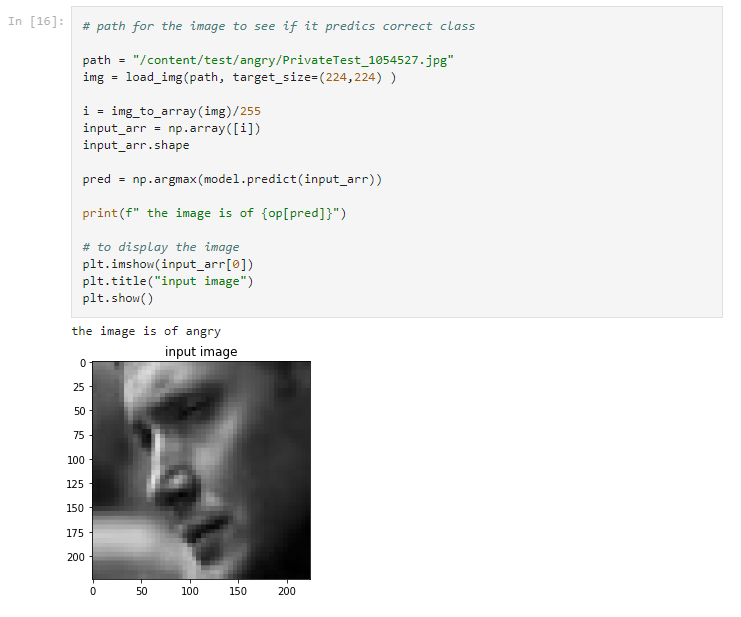 In [16]:
# path for the image to see if it predics correct class
path = "/content/test/angry/PrivateTest_1054527.jpg"
img = load_img(path, target_size=(224,224) )
i = img_to_array(img)/255
input_arr = np.array([i])
input_arr.shape
pred = np.argmax(model.predict(input_arr))
print(f" the image is of {op[pred]}")
# to display the image
plt.imshow(input_arr[0])
plt.title("input image")
plt.show()
the image is of angry
input image
0
25
50
75
100
125
150
175
200
0 50 100 150 200